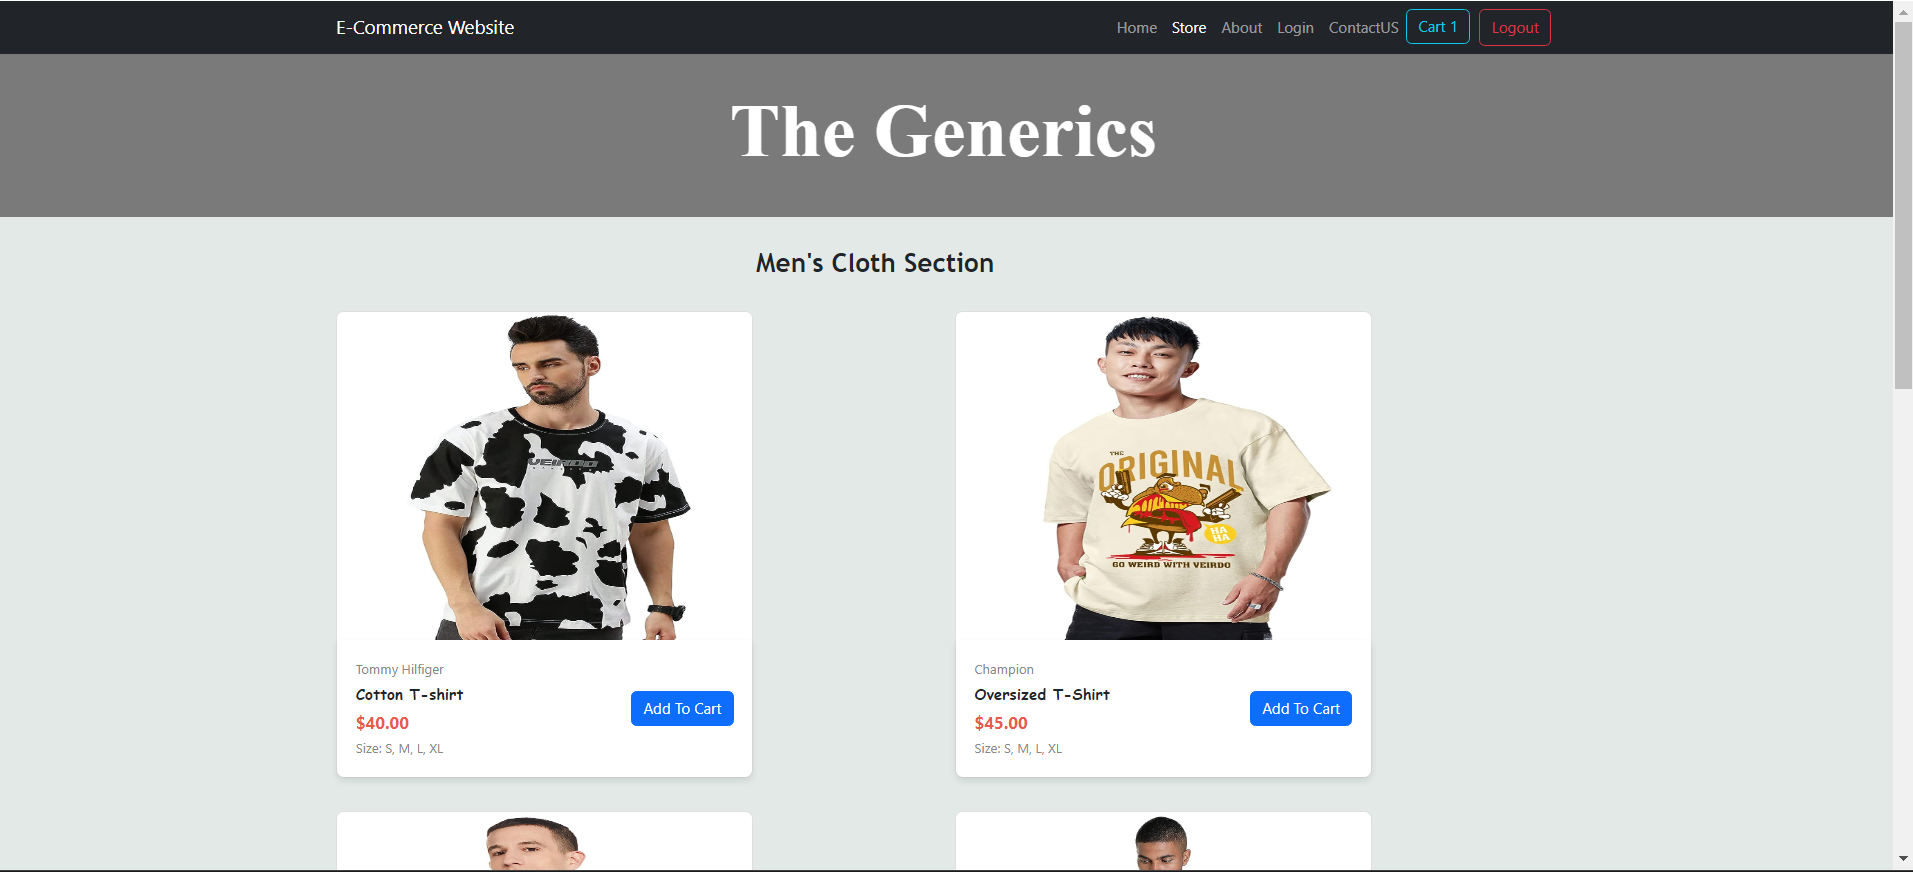 E-Commerce Website
Home Store About Login ContactUS Cart 1 Logout
The Generics
Men's Cloth Section
VEIRDO
THE
ORIGINAL
HA
HA
GO WEIRD WITH VEIRDO
Tommy Hilfiger
Cotton T-shirt
$40.00
Size: S, M, L, XL
Add To Cart
Champion
Oversized T-Shirt
$45.00
Size: S, M, L, XL
Add To Cart